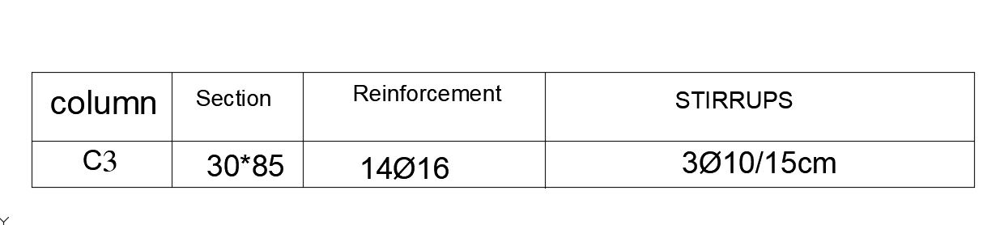 column Section Reinforcement STIRRUPS
C3 30*85 14Ø16 3Ø10/15cm
Y